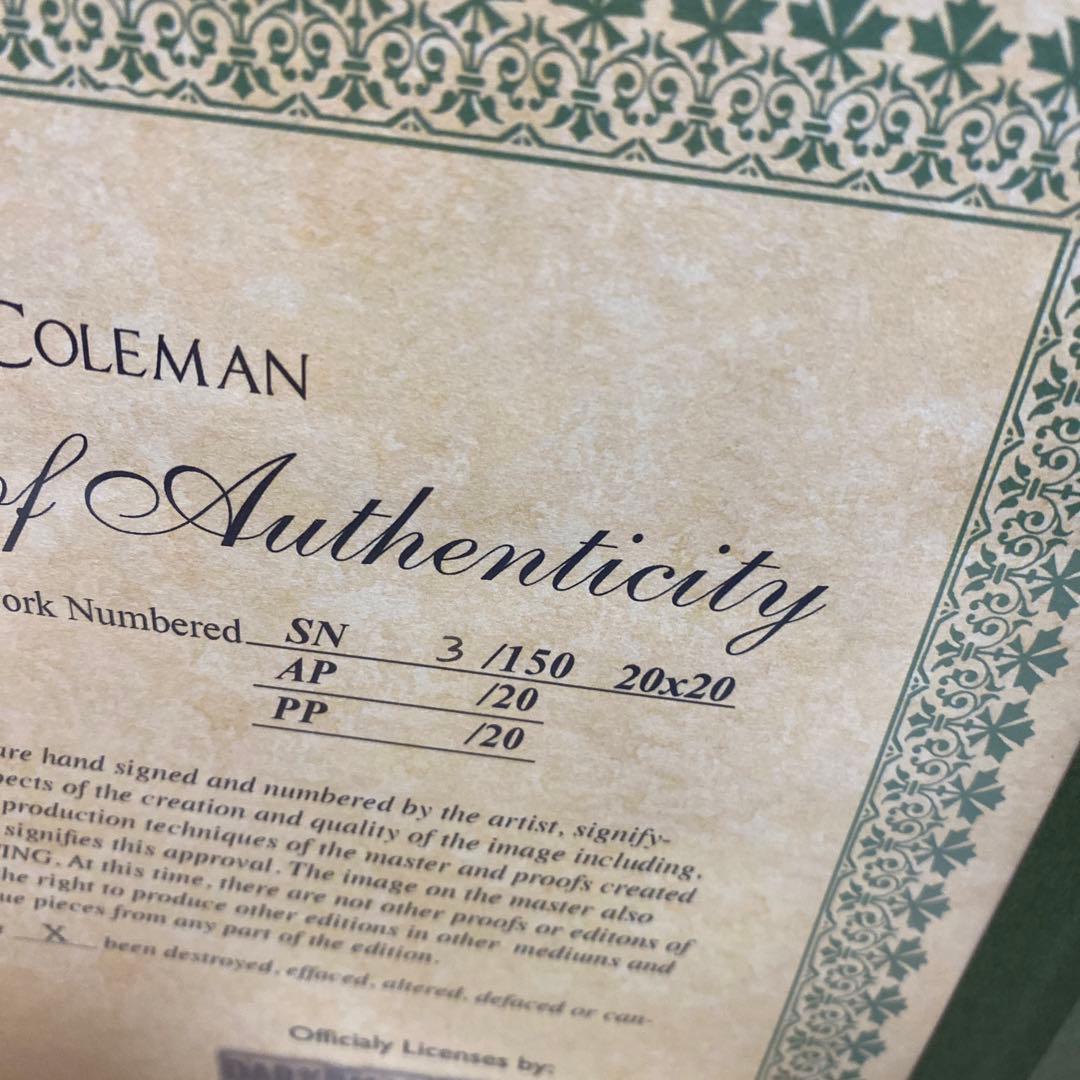 COLEMAN
of Authenticity
ork Numbered SN 3 /150 20x20
AP /20
PP /20
are hand signed and numbered by the artist, signify-
pects of the creation and quality of the image including,
production techniques of the master and proofs created
signifies this approval. The image on the master also
TING. At this time, there are not other proofs or editons of
he right to produce other editions in other mediums and
ue pieces from any part of the edition.
X been destroyed, effaced, altered, defaced or can-
Officialy Licenses by: